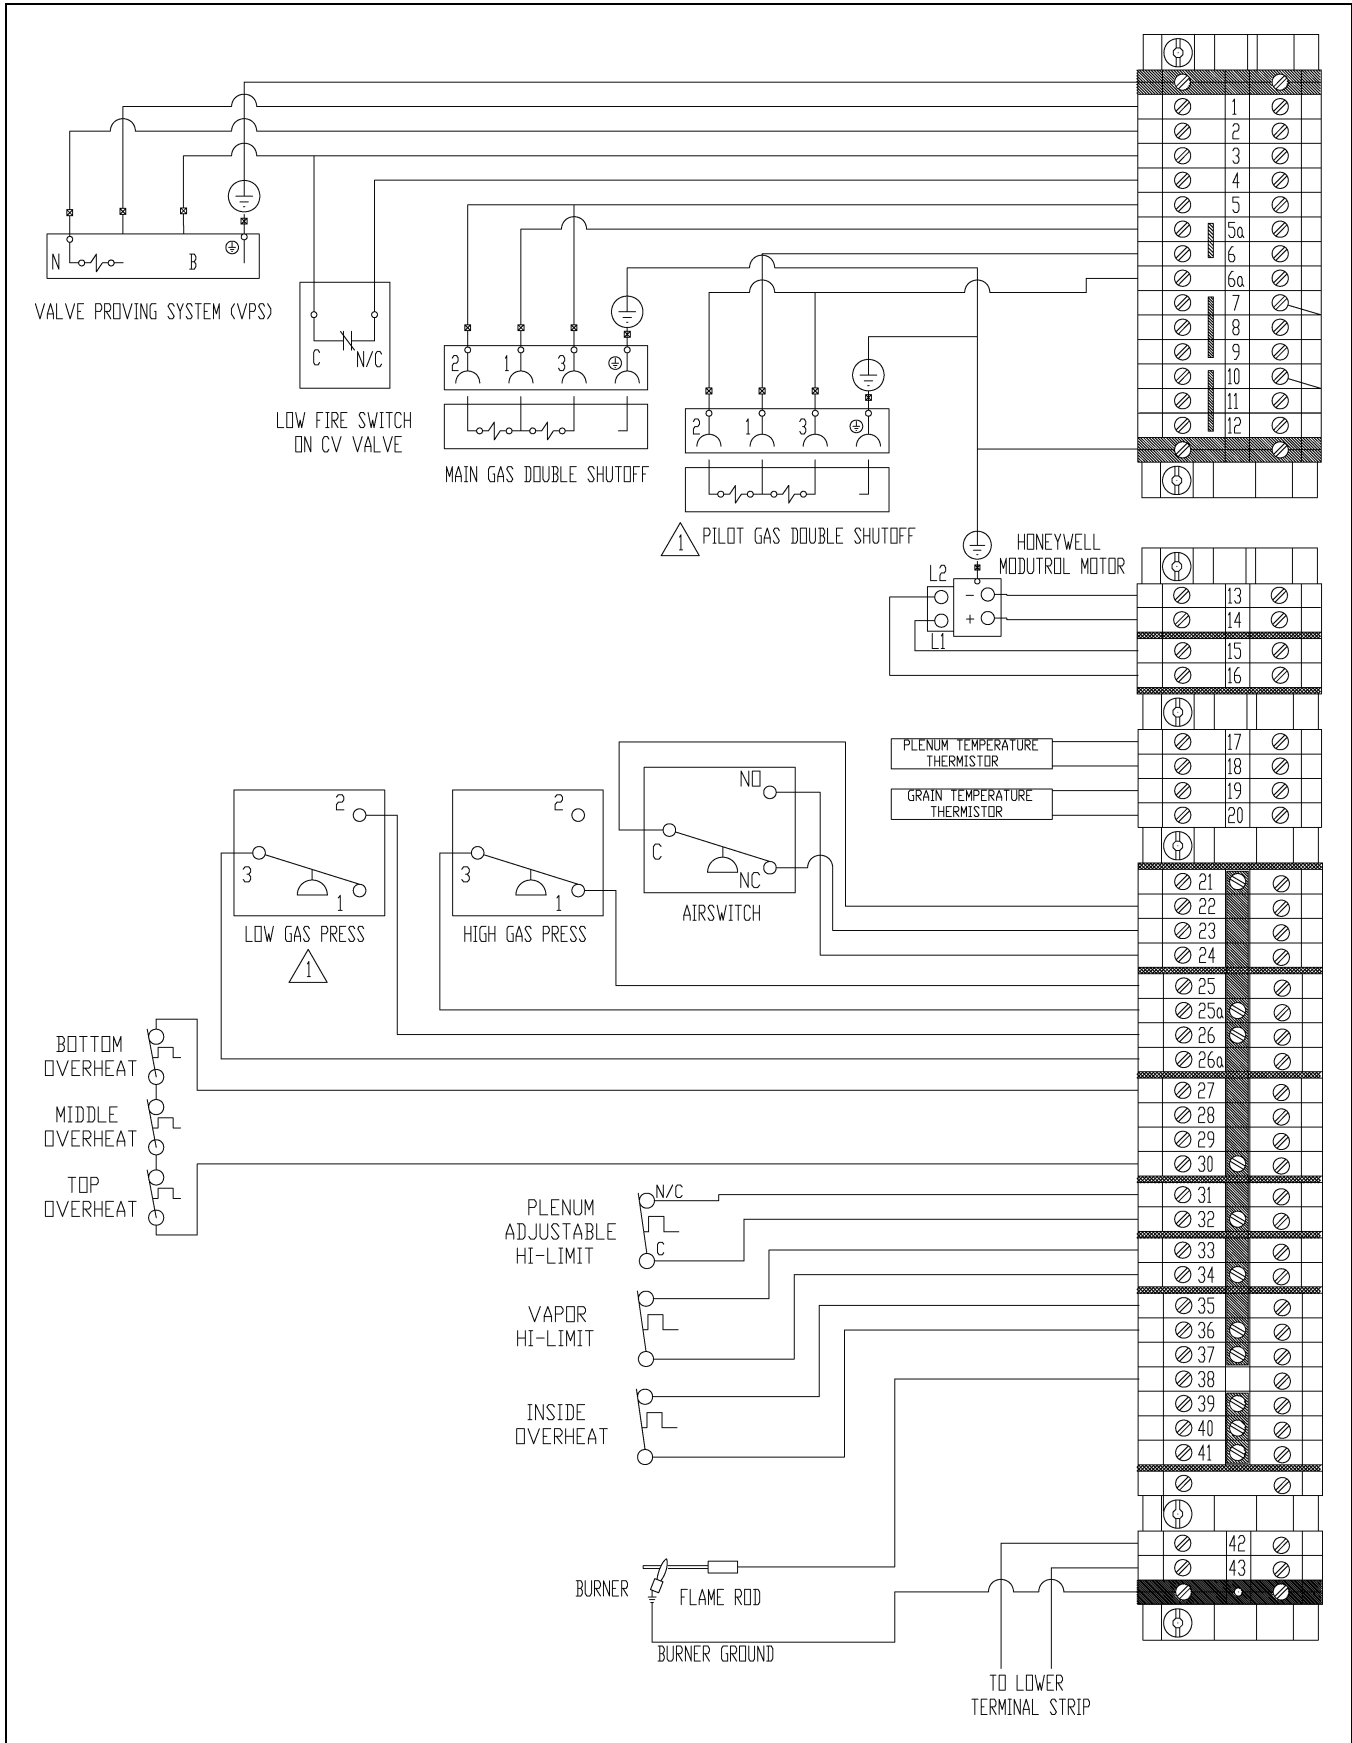 1
2
3
4
5
5a
6
6a
7
8
9
10
11
12
N
B
VALVE PROVING SYSTEM (VPS)
C
N/C
LOW FIRE SWITCH
ON CV VALVE
2
1
3
MAIN GAS DOUBLE SHUTOFF
2
1
3
1
PILOT GAS DOUBLE SHUTOFF
HONEYWELL
MODUTROL MOTOR
L2
-
+
L1
13
14
15
16
PLENUM TEMPERATURE
THERMISTOR
GRAIN TEMPERATURE
THERMISTOR
17
18
19
20
2
3
1
LOW GAS PRESS
1
2
3
1
HIGH GAS PRESS
NO
C
NC
AIRSWITCH
21
22
23
24
25
25a
26
26a
27
28
29
30
31
32
33
34
35
36
37
38
39
40
41
BOTTOM
OVERHEAT
MIDDLE
OVERHEAT
TOP
OVERHEAT
PLENUM
ADJUSTABLE
HI-LIMIT
N/C
C
VAPOR
HI-LIMIT
INSIDE
OVERHEAT
42
43
BURNER
FLAME ROD
BURNER GROUND
TO LOWER
TERMINAL STRIP